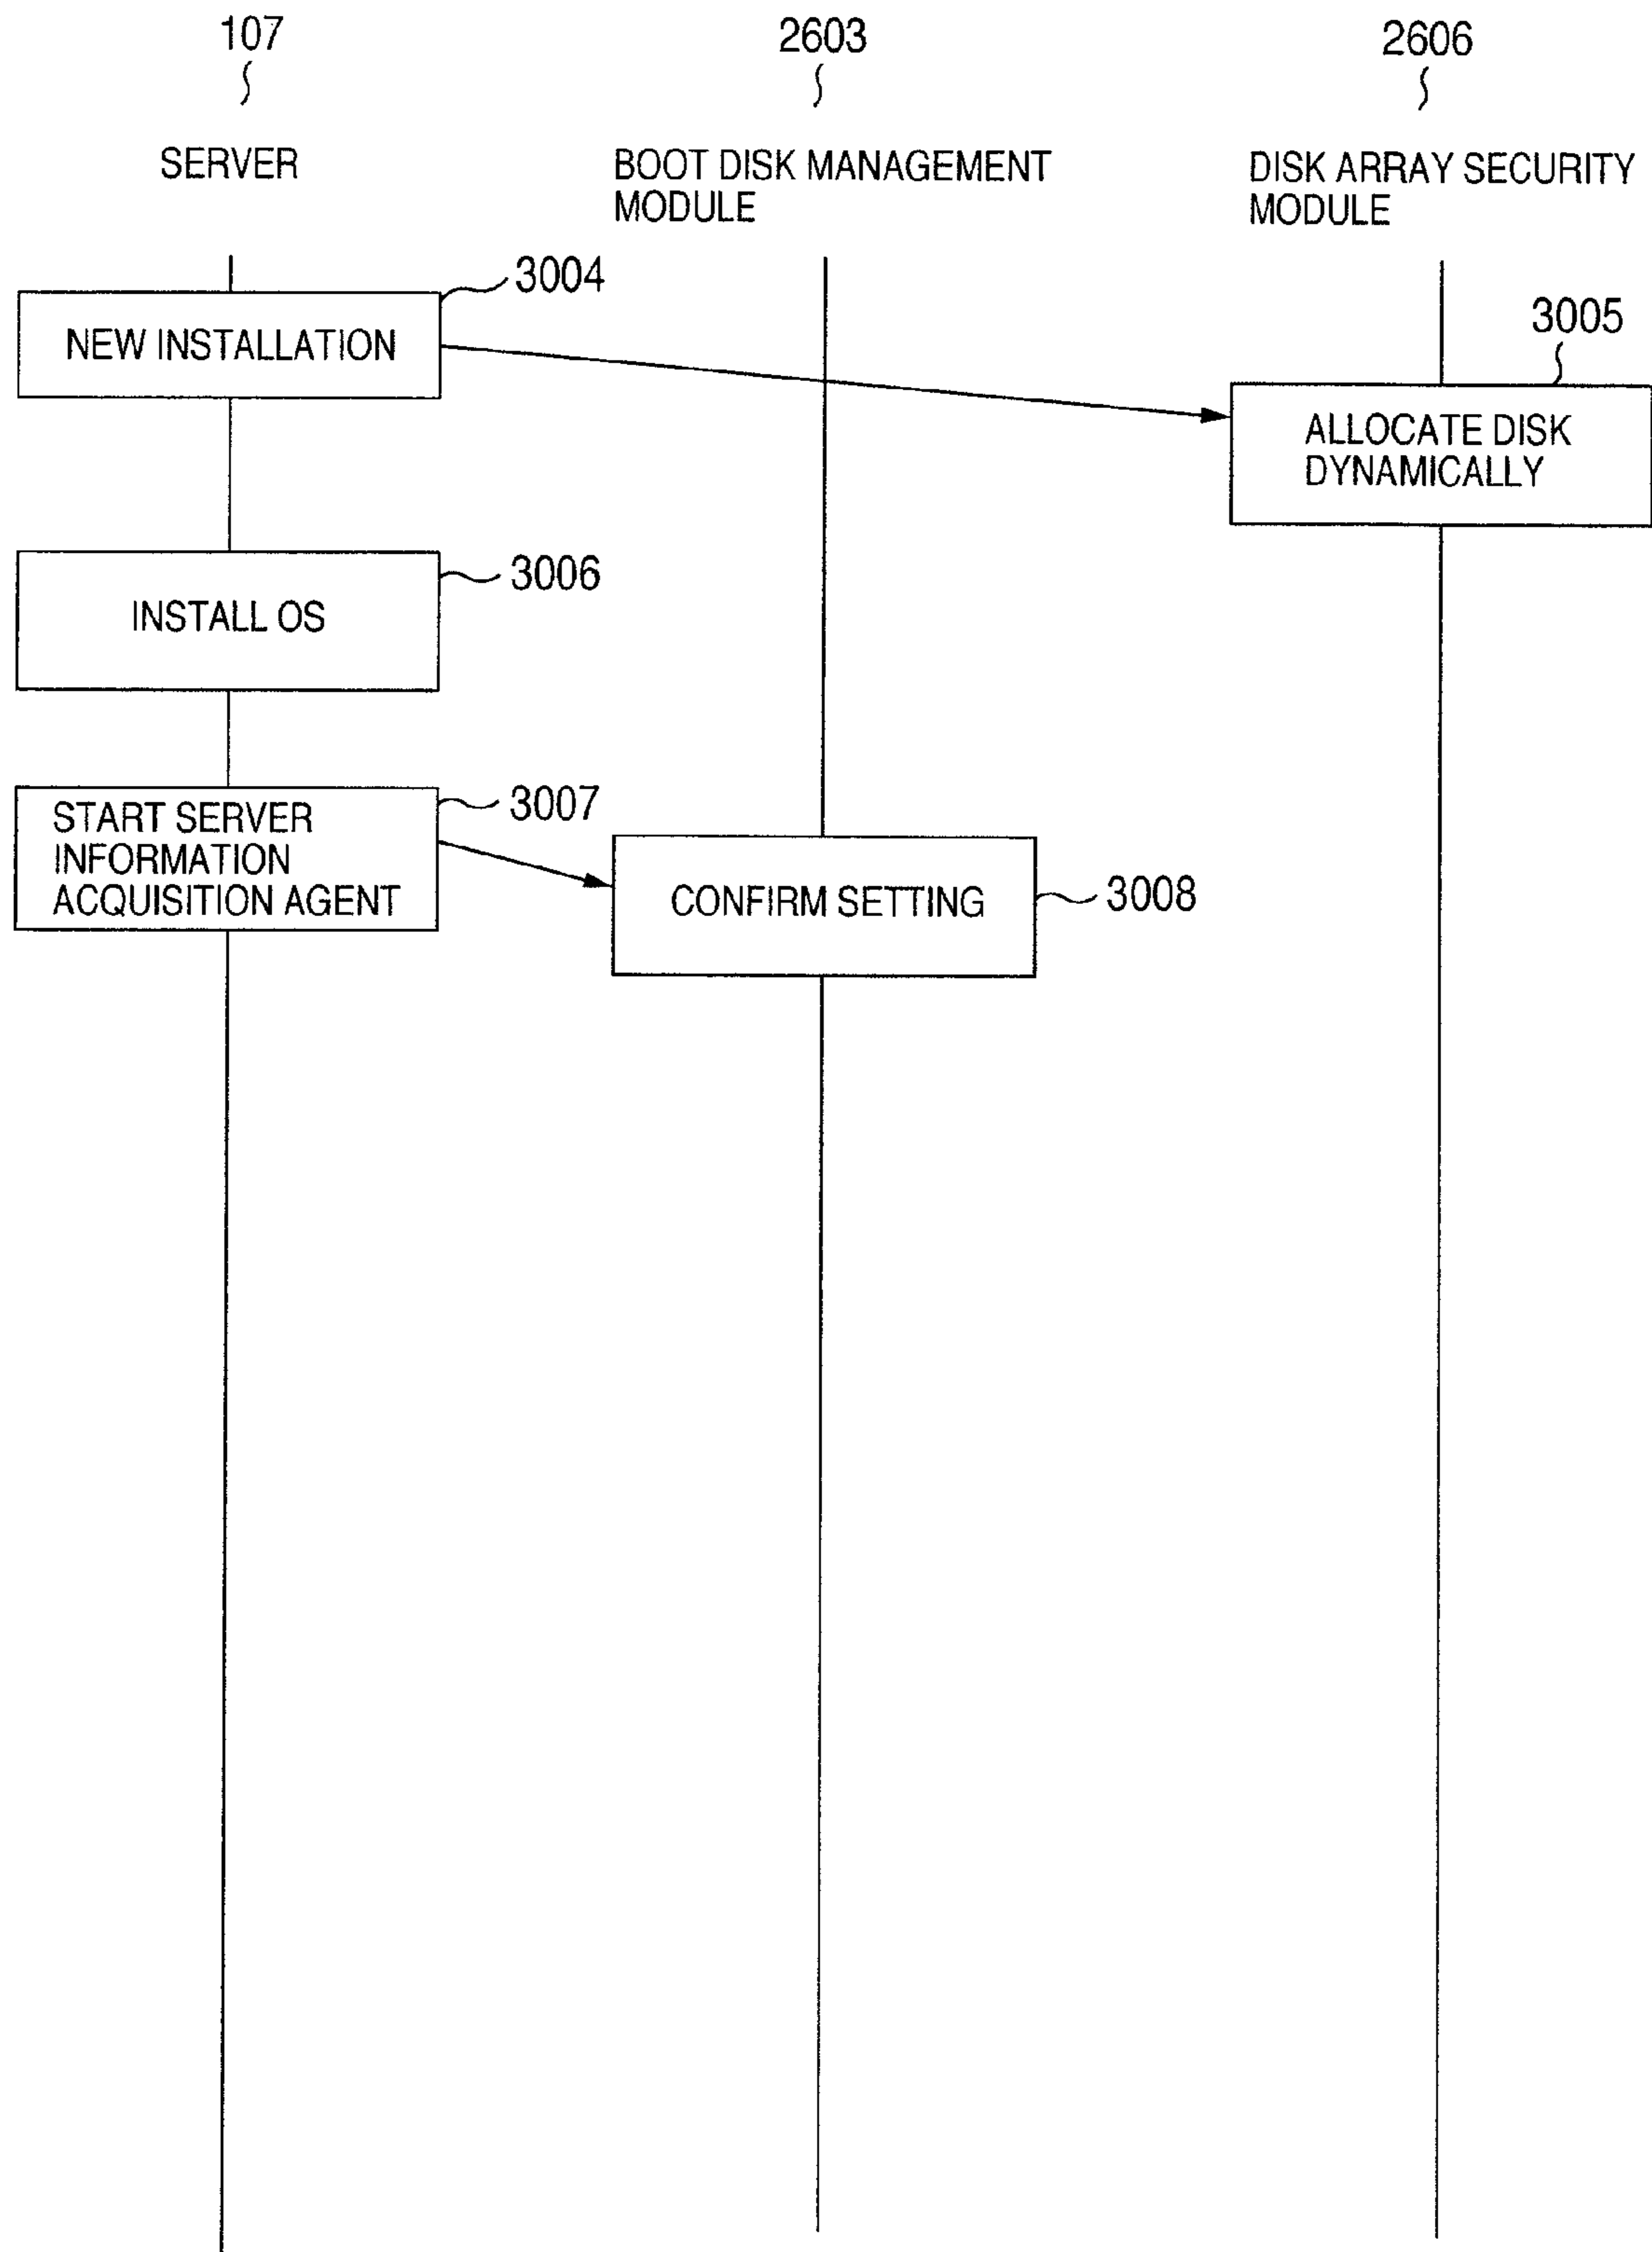 107
2603
2606
SERVER
BOOT DISK MANAGEMENT
MODULE
DISK ARRAY SECURITY
MODULE
3004
NEW INSTALLATION
3005
ALLOCATE DISK
DYNAMICALLY
3006
INSTALL OS
3007
START SERVER
INFORMATION
ACQUISITION AGENT
CONFIRM SETTING
3008